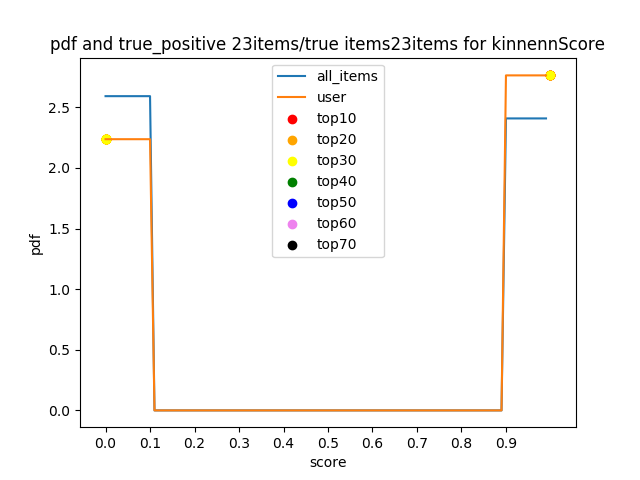 pdf and true_positive 23items/true items23items for kinnennScore
all_items
user
top10
top20
top30
top40
top50
top60
top70
pdf
2.5
2.0
1.5
1.0
0.5
0.0
0.0 0.1 0.2 0.3 0.4 0.5 0.6 0.7 0.8 0.9
score